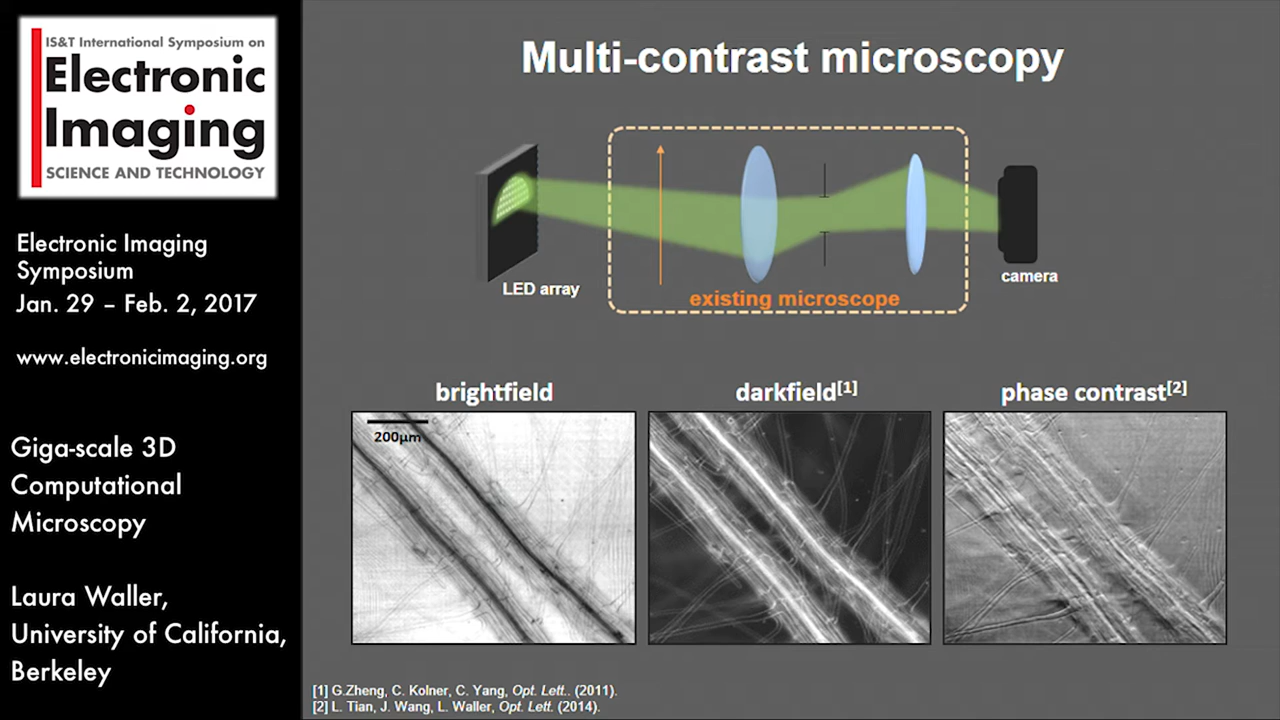 IS&T International Symposium on
Electronic
Imaging
SCIENCE AND TECHNOLOGY
Electronic Imaging
Symposium
Jan. 29 – Feb. 2, 2017
www.electronicimaging.org
Giga-scale 3D
Computational
Microscopy
Laura Waller,
University of California,
Berkeley
Multi-contrast microscopy
LED array
existing microscope
camera
brightfield
darkfield[1]
phase contrast[2]
200µm
[1] G.Zheng, C. Kolner, C. Yang, Opt. Lett.. (2011).
[2] L. Tian, J. Wang, L. Waller, Opt. Lett. (2014).